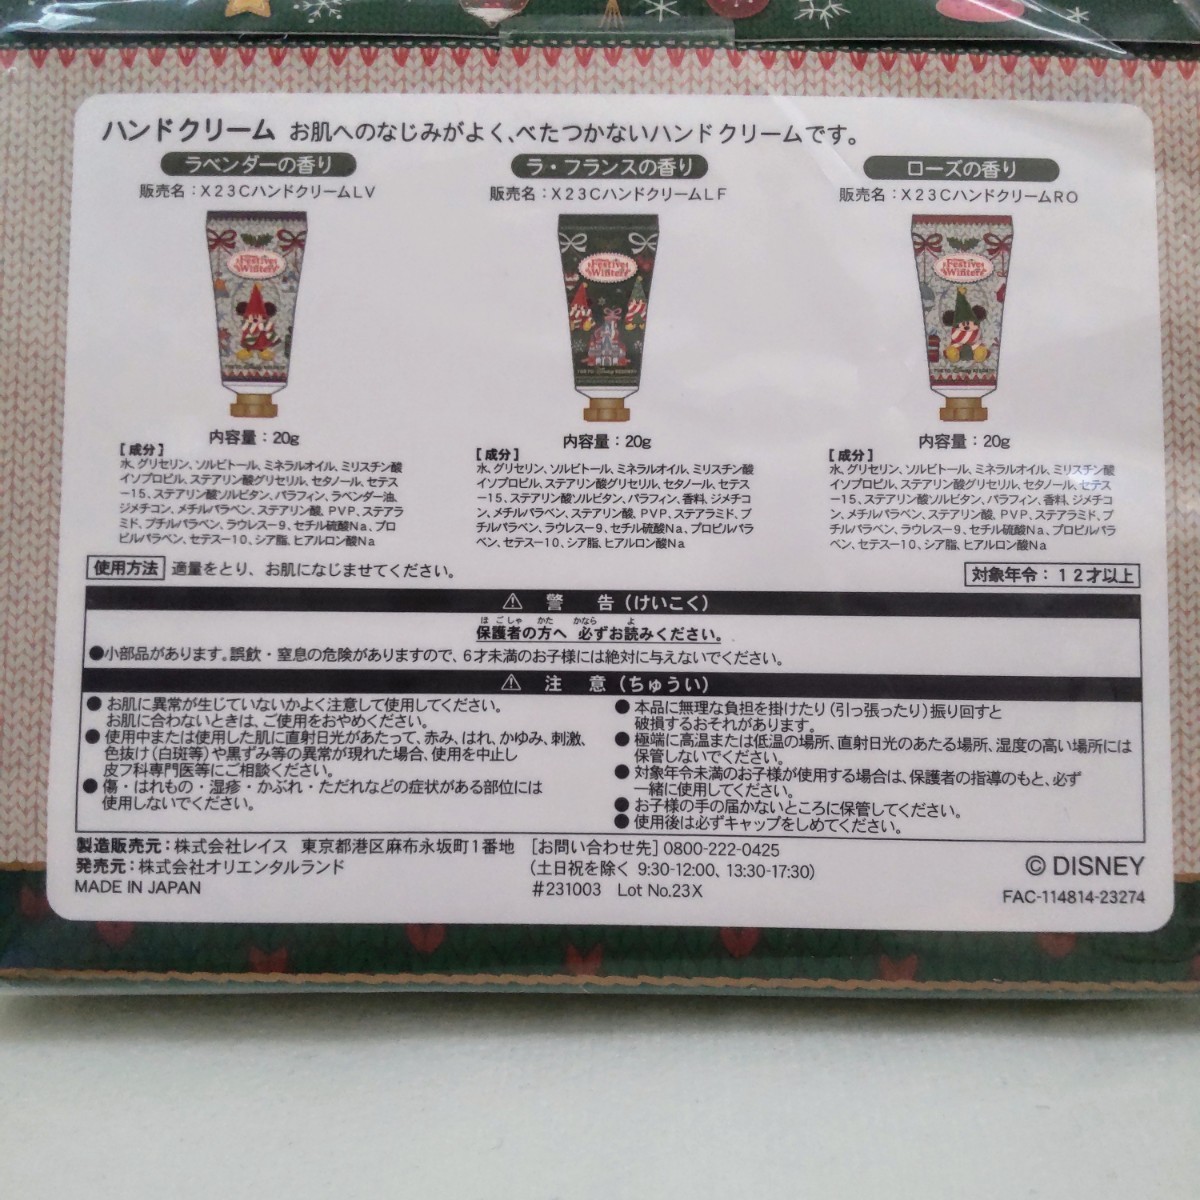 ハンドクリーム お肌へのなじみがよく、べたつかないハンドクリームです。
ラベンダーの香り
販売名：X23CハンドクリームLV
Festive
Winter
内容量：20g
[成分]
水、グリセリン、ソルビトール、ミネラルオイル、ミリスチン酸
イソプロピル、ステアリン酸グリセリル、セタノール、セテス
－15、ステアリン酸ソルビタン、パラフィン、ラベンダー油、
ジメチコン、メチルパラベン、ステアリン酸、PVP、ステアラ
ミド、ブチルパラベン、ラウレス－9、セチル硫酸Na、プロ
ピルパラベン、セテス－10、シア脂、ヒアルロン酸Na
ラ・フランスの香り
販売名：X23CハンドクリームLF
Festive
Winter
内容量：20g
[成分]
水、グリセリン、ソルビトール、ミネラルオイル、ミリスチン酸
イソプロピル、ステアリン酸グリセリル、セタノール、セテス
－15、ステアリン酸ソルビタン、パラフィン、香料、ジメチコ
ン、メチルパラベン、ステアリン酸、PVP、ステアラミド、ブ
チルパラベン、ラウレス－9、セチル硫酸Na、プロピルパラ
ベン、セテス－10、シア脂、ヒアルロン酸Na
ローズの香り
販売名：X23CハンドクリームRO
Festive
Winter
内容量：20g
[成分]
水、グリセリン、ソルビトール、ミネラルオイル、ミリスチン酸
イソプロピル、ステアリン酸グリセリル、セタノール、セテス
－15、ステアリン酸ソルビタン、パラフィン、香料、ジメチコ
ン、メチルパラベン、ステアリン酸、PVP、ステアラミド、ブ
チルパラベン、ラウレス－9、セチル硫酸Na、プロピルパラ
ベン、セテス－10、シア脂、ヒアルロン酸Na
使用方法 適量をとり、お肌になじませてください。
対象年令：12才以上
⚠ 警 告（けいこく）
ほごしゃ かた かなら よ
保護者の方へ 必ずお読みください。
●小部品があります。誤飲・窒息の危険がありますので、6才未満のお子様には絶対に与えないでください。
⚠ 注 意（ちゅうい）
● お肌に異常が生じていないかよく注意して使用してください。
お肌に合わないときは、ご使用をおやめください。
● 使用中または使用した肌に直射日光があたって、赤み、はれ、かゆみ、刺激、
色抜け（白斑等）や黒ずみ等の異常が現れた場合、使用を中止し
皮フ科専門医等にご相談ください。
● 傷・はれもの・湿疹・かぶれ・ただれなどの症状がある部位には
使用しないでください。
● 本品に無理な負担を掛けたり（引っ張ったり）振り回すと
破損するおそれがあります。
● 極端に高温または低温の場所、直射日光のあたる場所、湿度の高い場所には
保管しないでください。
● 対象年令未満のお子様が使用する場合は、保護者の指導のもと、必ず
一緒に使用してください。
● お子様の手の届かないところに保管してください。
● 使用後は必ずキャップをしめてください。
製造販売元：株式会社レイス 東京都港区麻布永坂町1番地
発売元：株式会社オリエンタルランド
MADE IN JAPAN
[お問い合わせ先] 0800-222-0425
(土日祝を除く 9:30-12:00、13:30-17:30)
#231003 Lot No.23X
© DISNEY
FAC-114814-23274